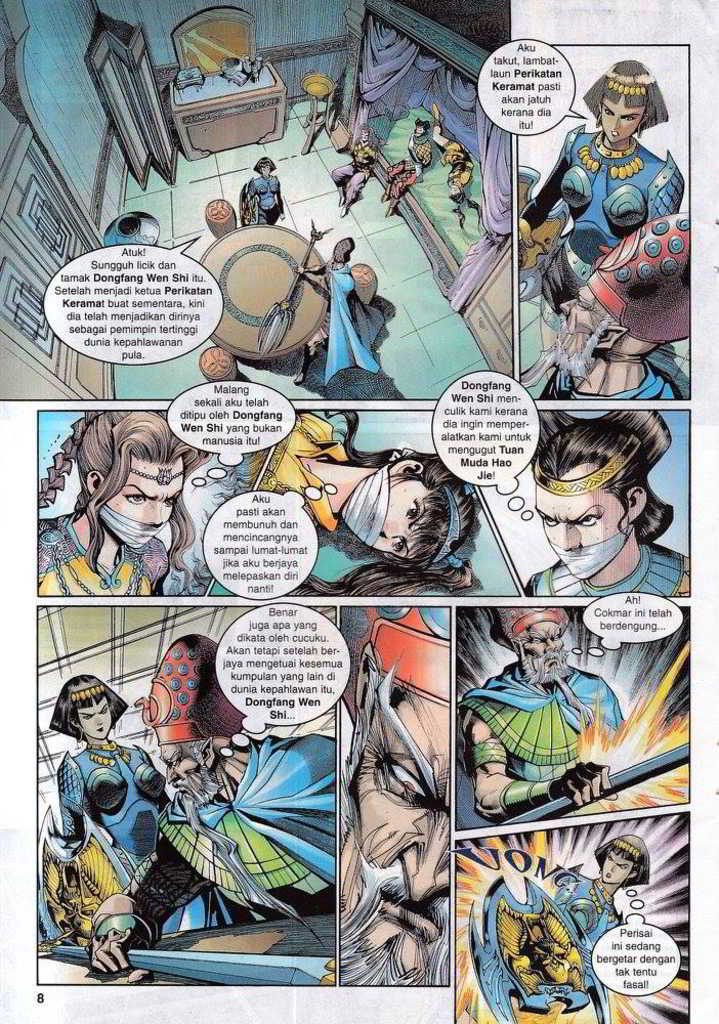 Aku
takut, lambat-
laun Perikatan
Keramat pasti
akan jatuh
kerana dia
itu!
Atuk!
Sungguh licik dan
tamak Dongfang Wen Shi itu.
Setelah menjadi ketua Perikatan
Keramat buat sementara, kini
dia telah menjadikan dirinya
sebagai pemimpin tertinggi
dunia kepahlawanan
pula.
Malang
sekali aku telah
ditipu oleh Dongfang
Wen Shi yang bukan
manusia itu!
Aku
pasti akan
membunuh dan
mencincangnya
sampai lumat-lumat
jika aku berjaya
melepaskan diri
nanti!
Dongfang
Wen Shi men-
culik kami kerana
dia ingin memper-
alatkan kami untuk
mengugut Tuan
Muda Hao
Jie!
Benar
juga apa yang
dikata oleh cucuku.
Akan tetapi setelah ber-
jaya mengetuai kesemua
kumpulan yang lain di
dunia kepahlawan itu,
Dongfang Wen
Shi...
Ah!
Cokmar ini telah
berdengung...
VOM
Perisai
ini sedang
bergetar dengan
tak tentu
fasal!
8